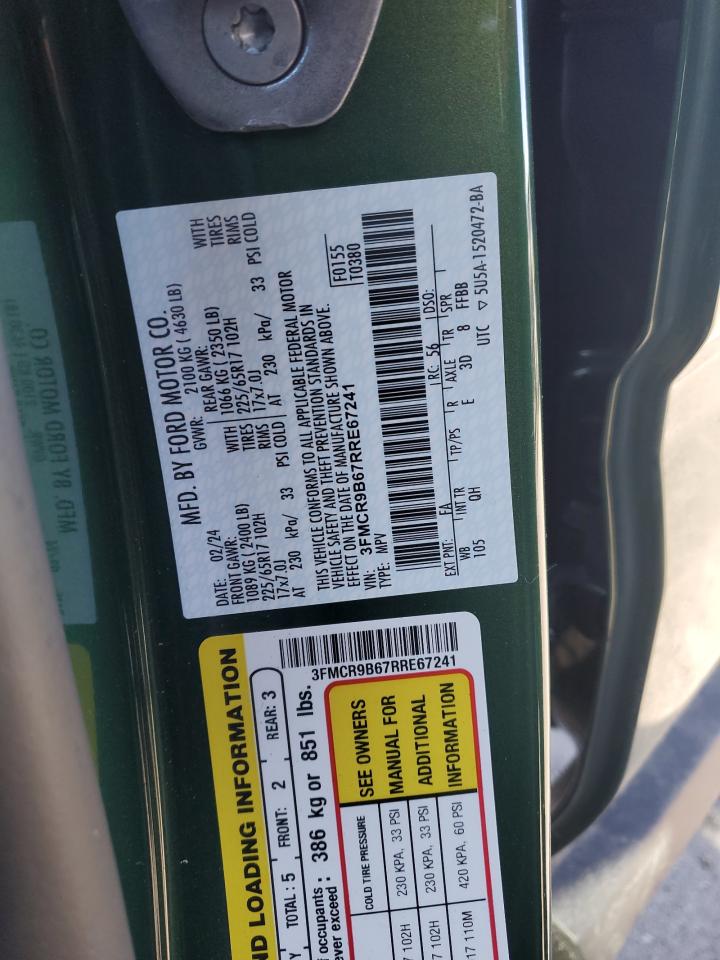 MFD. BY FORD MOTOR CO.
DATE: 02/24 GVWR: 2100 KG ( 4630 LB)
FRONT GAWR: WITH REAR GAWR: WITH
1089 KG ( 2400 LB) TIRES 1066 KG ( 2350 LB) TIRES
225/65R17 102H RIMS 225/65R17 102H RIMS
17x7.0J PSI COLD 17x7.0J PSI COLD
AT 230 kPa/ 33 AT 230 kPa/ 33
THIS VEHICLE CONFORMS TO ALL APPLICABLE FEDERAL MOTOR
VEHICLE SAFETY AND THEFT PREVENTION STANDARDS IN
EFFECT ON THE DATE OF MANUFACTURE SHOWN ABOVE.
VIN: 3FMCR9B67RRE67241
TYPE: MPV
F0155
T0380
EXT PNT: EA RC: 56 DSO:
WB INT TR TP/PS R AXLE TR SPR
105 QH E 3D 8 FFBB
UTC ▽ 5U5A-1520472-BA
ND LOADING INFORMATION
Y TOTAL : 5 FRONT: 2 REAR: 3
f occupants : 386 kg or 851 lbs.
ever exceed
3FMCR9B67RRE67241
COLD TIRE PRESSURE
7 102H 230 KPA, 33 PSI
7 102H 230 KPA, 33 PSI
17 110M 420 KPA, 60 PSI
SEE OWNERS
MANUAL FOR
ADDITIONAL
INFORMATION